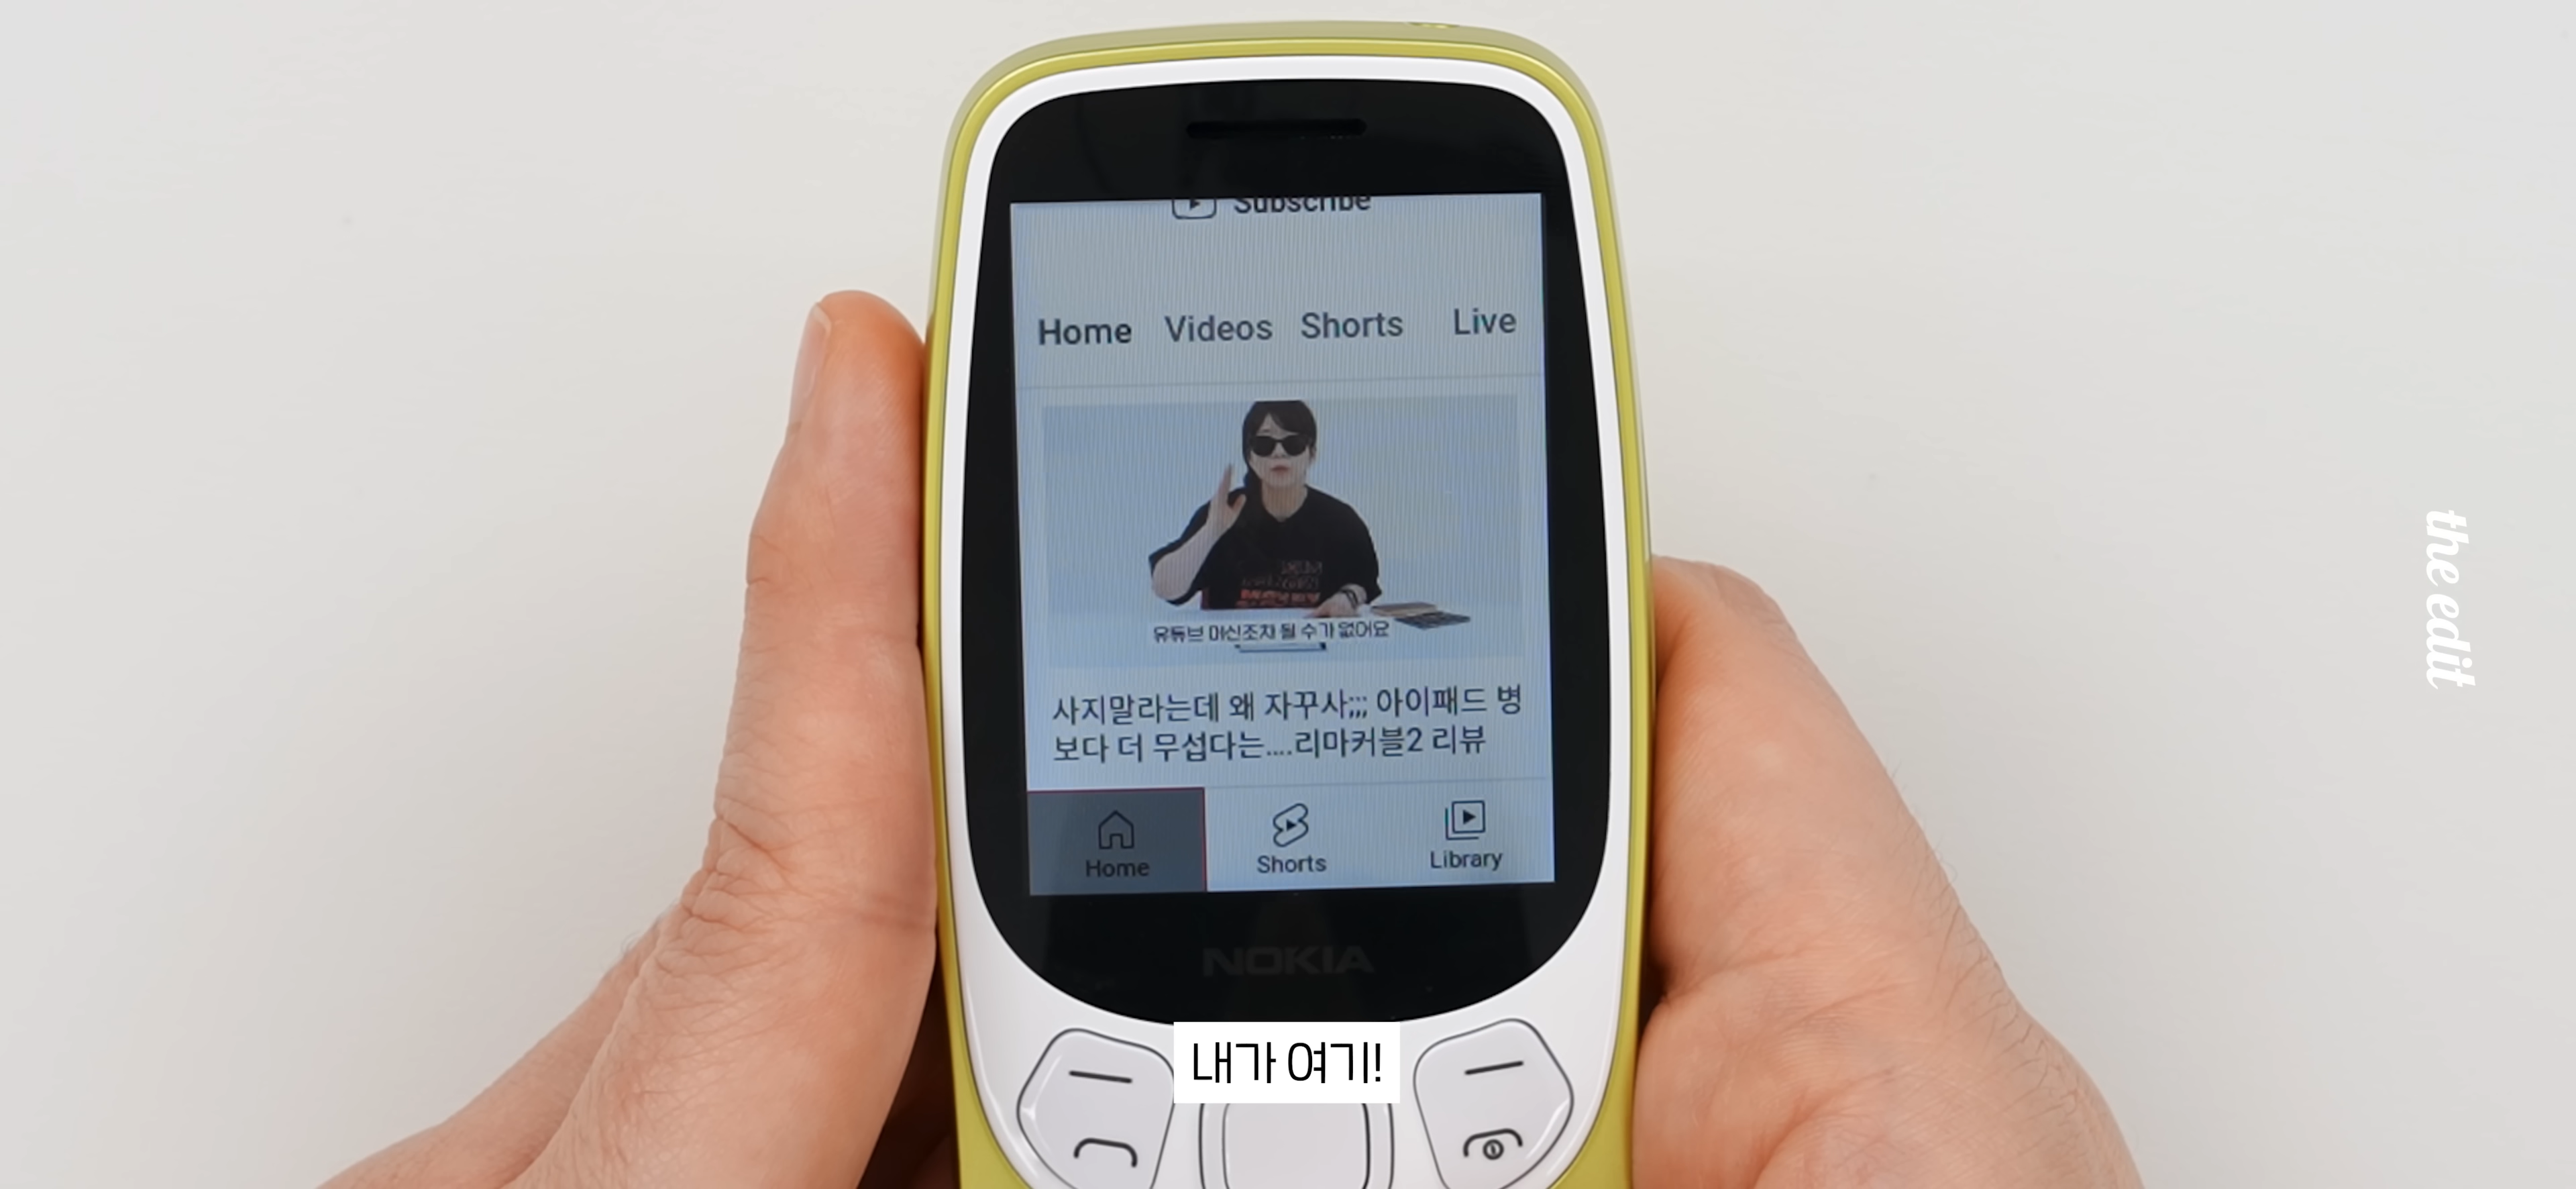 Subscribe
Home Videos Shorts Live
유튜브 머신조차 될 수가 없어요
사지말라는데 왜 자꾸사;;; 아이패드 병
보다 더 무섭다는....리마커블2 리뷰
Home Shorts Library
NOKIA
내가 여기!
the edit